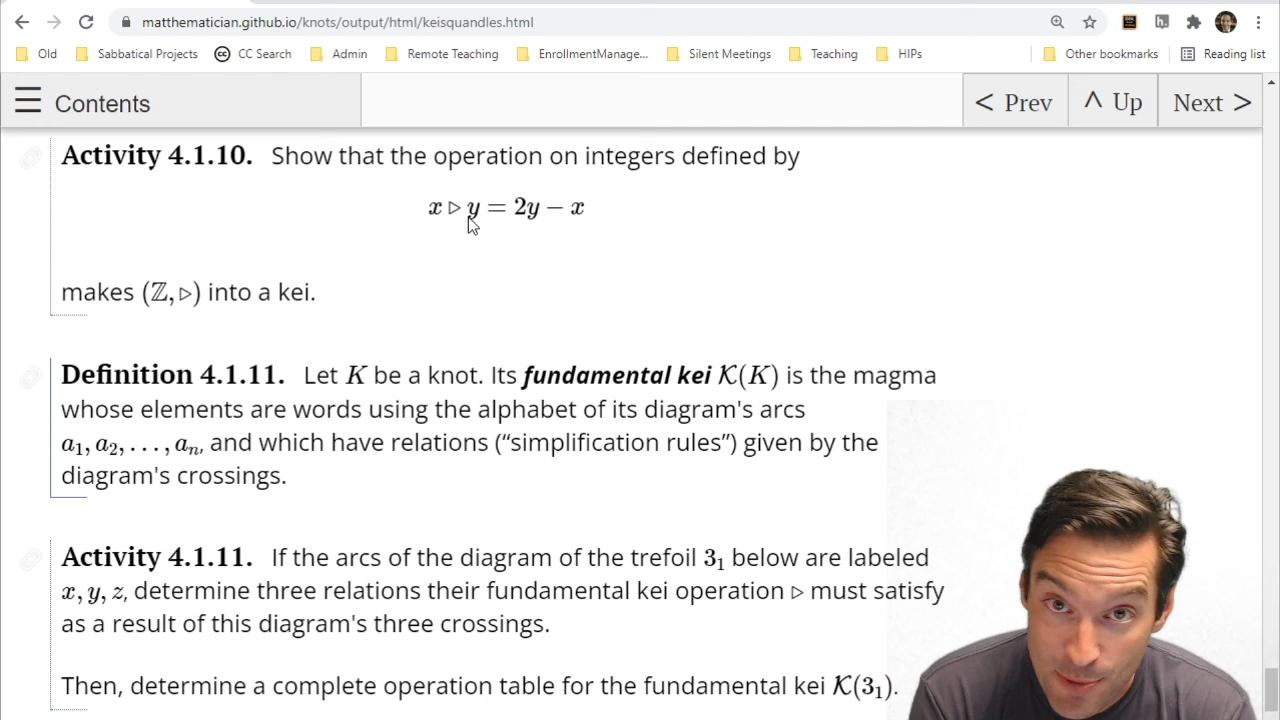 matthematician.github.io/knots/output/html/keisquandles.html
Old Sabbatical Projects CC Search Admin Remote Teaching EnrollmentManage... Silent Meetings Teaching HIPs Other bookmarks Reading list
☰ Contents < Prev ^ Up Next >
Activity 4.1.10. Show that the operation on integers defined by
x ▷ y = 2y − x
makes (ℤ, ▷) into a kei.
Definition 4.1.11. Let K be a knot. Its fundamental kei 𝒦(K) is the magma
whose elements are words using the alphabet of its diagram's arcs
a₁, a₂, . . . , aₙ, and which have relations (“simplification rules”) given by the
diagram's crossings.
Activity 4.1.11. If the arcs of the diagram of the trefoil 3₁ below are labeled
x, y, z, determine three relations their fundamental kei operation ▷ must satisfy
as a result of this diagram's three crossings.
Then, determine a complete operation table for the fundamental kei 𝒦(3₁).